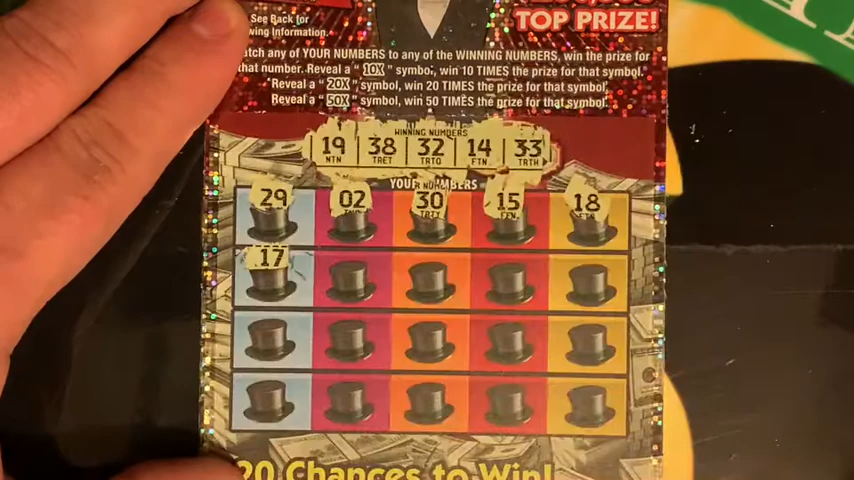 See Back for
wing Information.
TOP PRIZE!
atch any of YOUR NUMBERS to any of the WINNING NUMBERS, win the prize for
that number. Reveal a "10X" symbol, win 10 TIMES the prize for that symbol.
Reveal a "20X" symbol, win 20 TIMES the prize for that symbol.
Reveal a "50X" symbol, win 50 TIMES the prize for that symbol.
WINNING NUMBERS
19 38 32 14 33
NTN TRET TRTO FTN TRTH
YOUR NUMBERS
29 02 30 15 18
TRTY
17
20 Chances to Win!